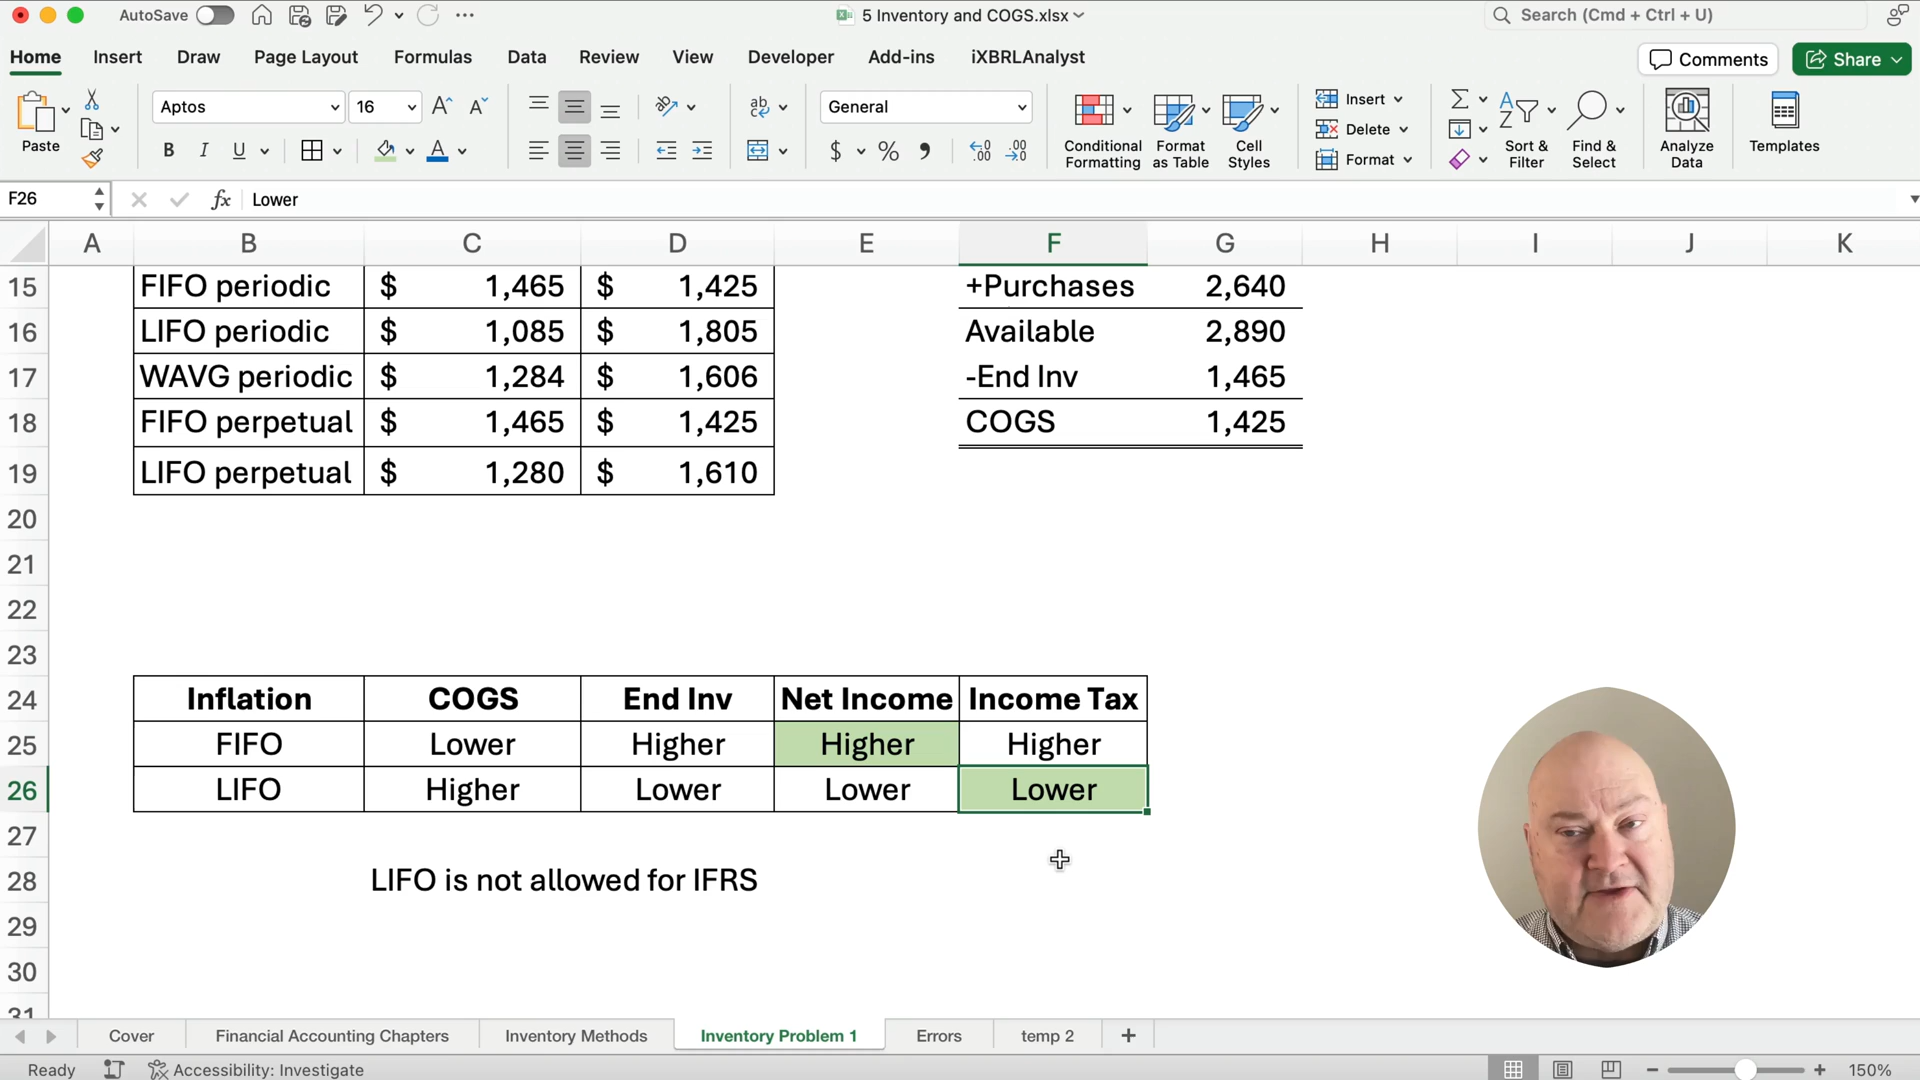 AutoSave
5 Inventory and COGS.xlsx
Search (Cmd + Ctrl + U)
Home Insert Draw Page Layout Formulas Data Review View Developer Add-ins iXBRLAnalyst
Comments Share
Paste
Aptos 16
B I U
General
$ %
Conditional Formatting
Format as Table
Cell Styles
Insert
Delete
Format
Sort & Filter
Find & Select
Analyze Data
Templates
F26 fx Lower
A B C D E F G H I J K
15 FIFO periodic $ 1,465 $ 1,425 +Purchases 2,640
16 LIFO periodic $ 1,085 $ 1,805 Available 2,890
17 WAVG periodic $ 1,284 $ 1,606 -End Inv 1,465
18 FIFO perpetual $ 1,465 $ 1,425 COGS 1,425
19 LIFO perpetual $ 1,280 $ 1,610
20
21
22
23
24 Inflation COGS End Inv Net Income Income Tax
25 FIFO Lower Higher Higher Higher
26 LIFO Higher Lower Lower Lower
27
28 LIFO is not allowed for IFRS
29
30
31
Cover Financial Accounting Chapters Inventory Methods Inventory Problem 1 Errors temp 2 +
Ready Accessibility: Investigate 150%